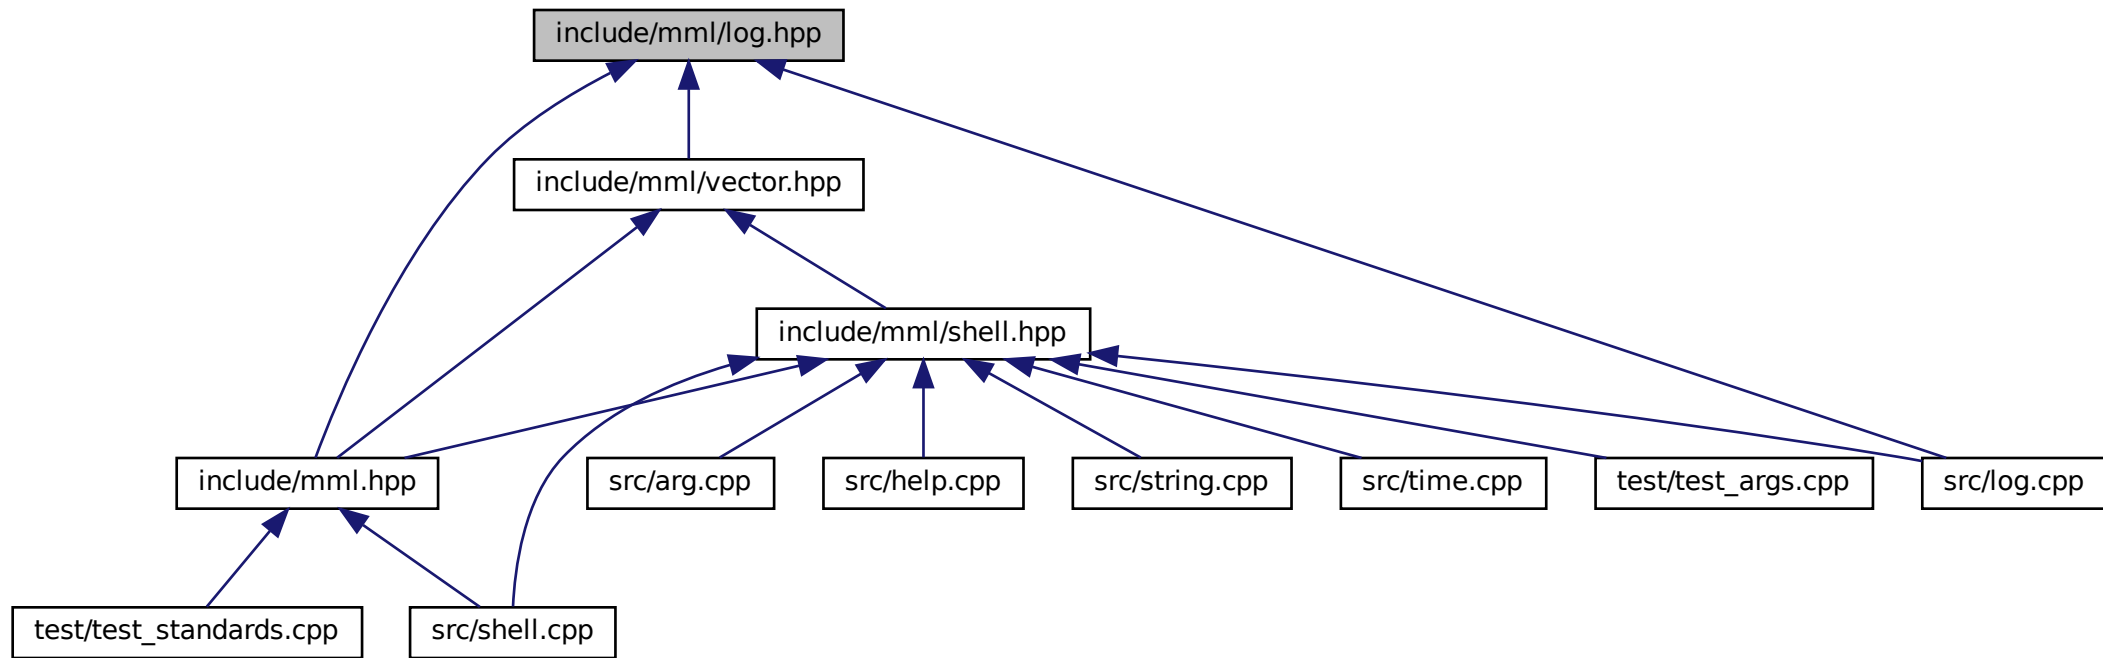 include/mml/log.hpp
include/mml/vector.hpp
include/mml/shell.hpp
include/mml.hpp
src/arg.cpp
src/help.cpp
src/string.cpp
src/time.cpp
test/test_args.cpp
src/log.cpp
test/test_standards.cpp
src/shell.cpp